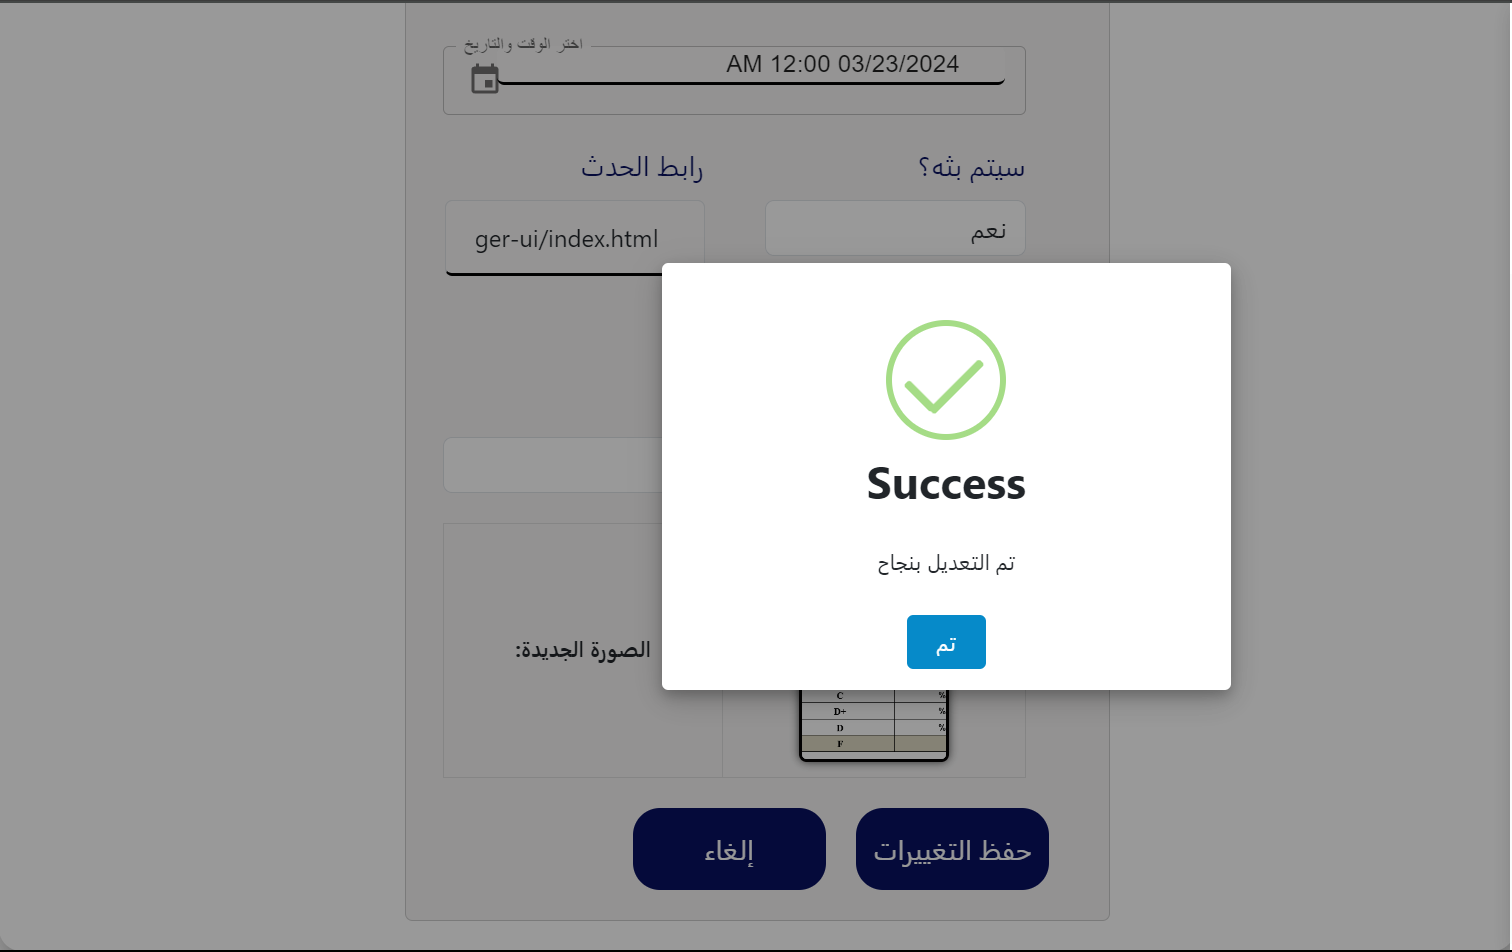 اختر الوقت والتاريخ
AM 12:00 03/23/2024
سيتم بثه؟
رابط الحدث
نعم
ger-ui/index.html
Success
تم التعديل بنجاح
تم
الصورة الجديدة:
C %
D+ %
D %
F
حفظ التغييرات
إلغاء